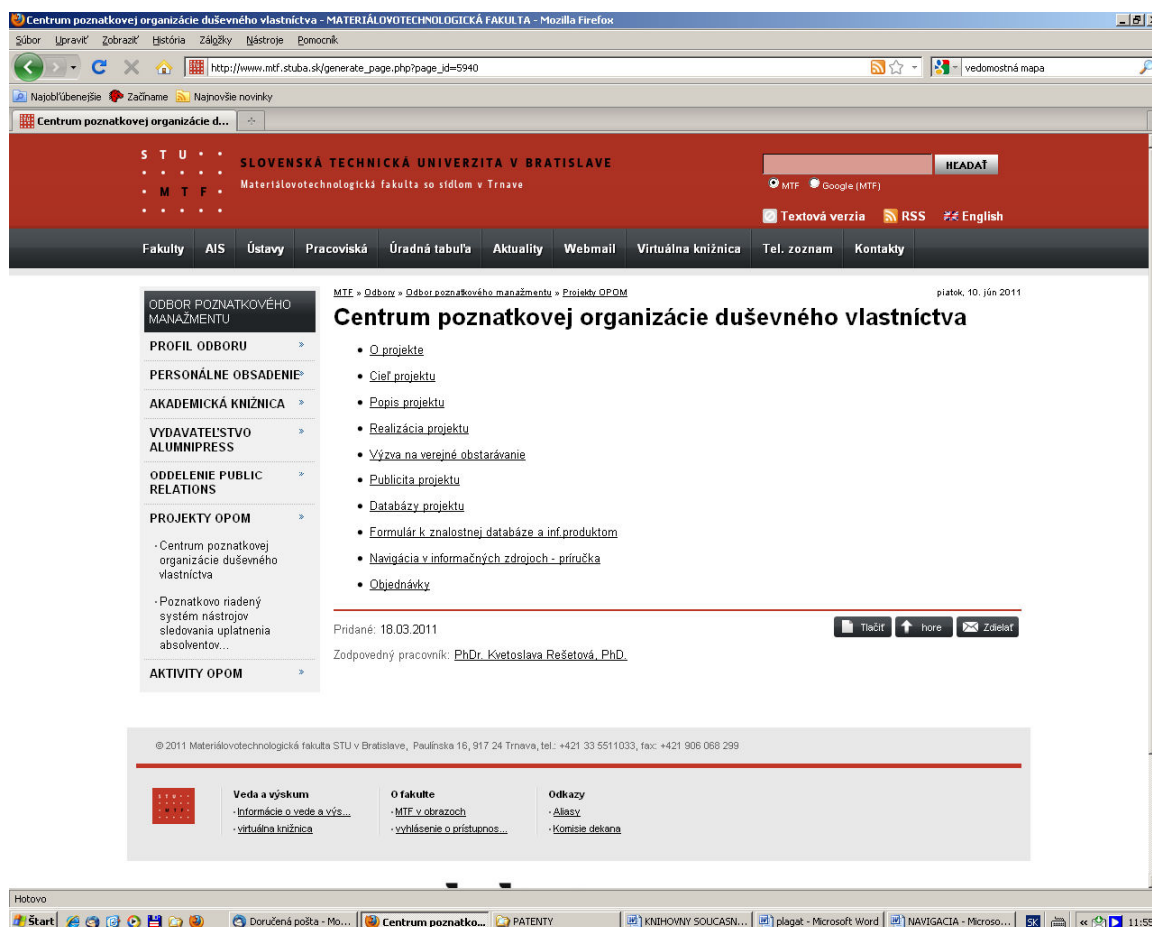 Centrum poznatkovej organizácie duševného vlastníctva - MATERIÁLOVOTECHNOLOGICKÁ FAKULTA - Mozilla Firefox
Súbor Upraviť Zobraziť História Záložky Nástroje Pomocník
http://www.mtf.stuba.sk/generate_page.php?page_id=5940
vedomostná mapa
Najobľúbenejšie Začíname Najnovšie novinky
Centrum poznatkovej organizácie d...
S T U
M T F
SLOVENSKÁ TECHNICKÁ UNIVERZITA V BRATISLAVE
Materiálovotechnologická fakulta so sídlom v Trnave
HĽADAŤ
MTF Google (MTF)
Textová verzia RSS English
Fakulty AIS Ústavy Pracoviská Úradná tabuľa Aktuality Webmail Virtuálna knižnica Tel. zoznam Kontakty
ODBOR POZNATKOVÉHO
MANAŽMENTU
PROFIL ODBORU »
PERSONÁLNE OBSADENIE»
AKADEMICKÁ KNIŽNICA »
VYDAVATEĽSTVO »
ALUMNIPRESS
ODDELENIE PUBLIC »
RELATIONS
PROJEKTY OPOM »
· Centrum poznatkovej
organizácie duševného
vlastníctva
· Poznatkovo riadený
systém nástrojov
sledovania uplatnenia
absolventov...
AKTIVITY OPOM »
MTF » Odbory » Odbor poznatkového manažmentu » Projekty OPOM
piatok, 10. jún 2011
Centrum poznatkovej organizácie duševného vlastníctva
• O projekte
• Cieľ projektu
• Popis projektu
• Realizácia projektu
• Výzva na verejné obstarávanie
• Publicita projektu
• Databázy projektu
• Formulár k znalostnej databáze a inf.produktom
• Navigácia v informačných zdrojoch - príručka
• Objednávky
Pridané: 18.03.2011
Tlačiť hore Zdielať
Zodpovedný pracovník: PhDr. Kvetoslava Rešetová, PhD.
© 2011 Materiálovotechnologická fakulta STU v Bratislave, Paulínska 16, 917 24 Trnava, tel.: +421 33 5511033, fax: +421 906 068 299
Veda a výskum
· Informácie o vede a výs...
· virtuálna knižnica
O fakulte
· MTF v obrazoch
· vyhlásenie o prístupnos...
Odkazy
· Aliasy
· Komisie dekana
Hotovo
Štart Doručená pošta - Mo... Centrum poznatko... PATENTY KNIHOVNY SOUCASN... plagat - Microsoft Word NAVIGACIA - Microso... SK « 11:55